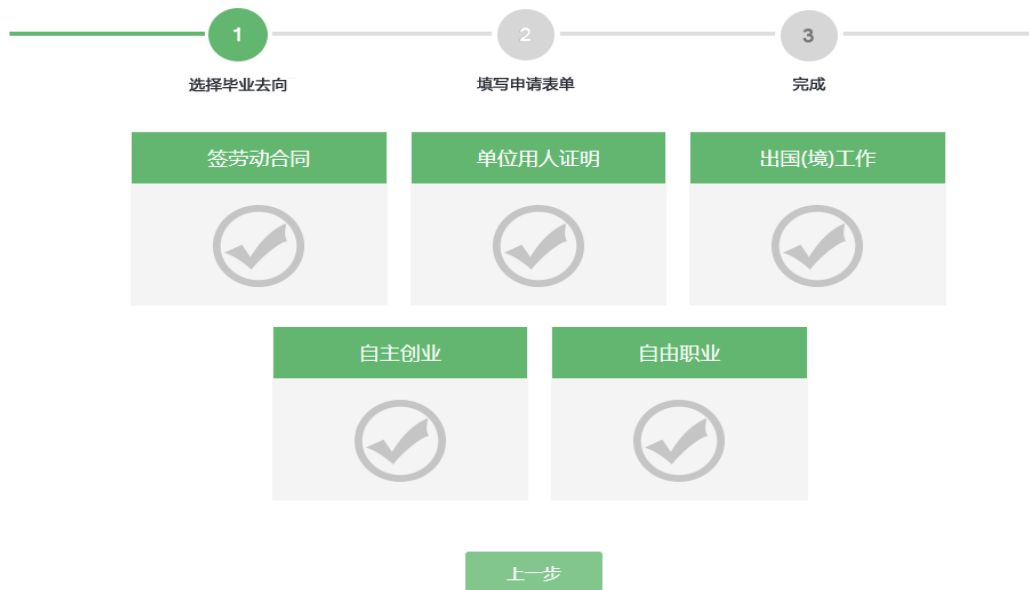 1
2
3
选择毕业去向
填写申请表单
完成
签劳动合同
单位用人证明
出国(境)工作
自主创业
自由职业
上一步